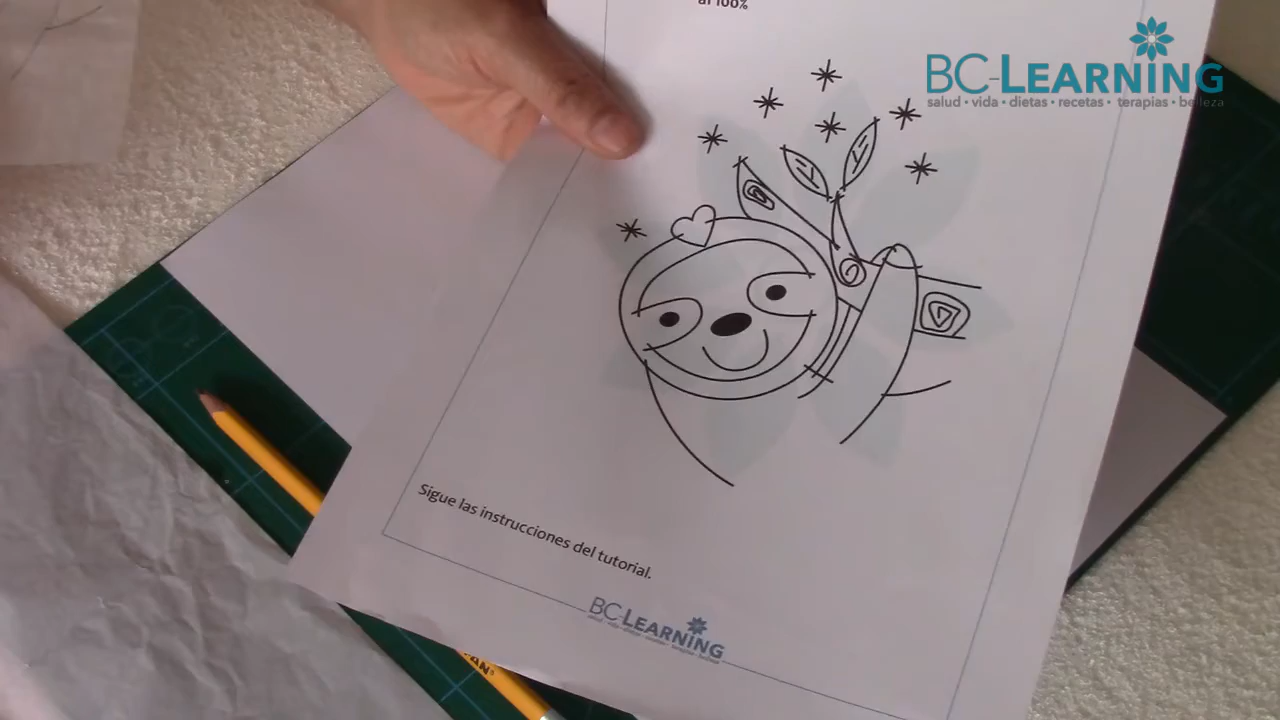 al 100%
BC-LEARNING
salud • vida • dietas • recetas • terapias • belleza
Sigue las instrucciones del tutorial.
BC-LEARNING